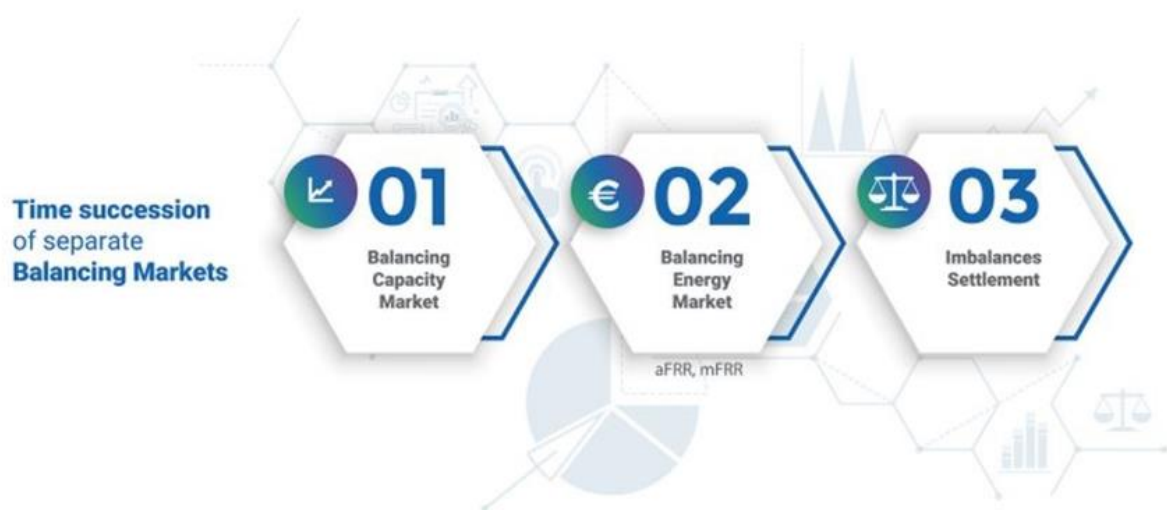 Time succession
of separate
Balancing Markets
01
Balancing
Capacity
Market
€
02
Balancing
Energy
Market
aFRR, mFRR
03
Imbalances
Settlement